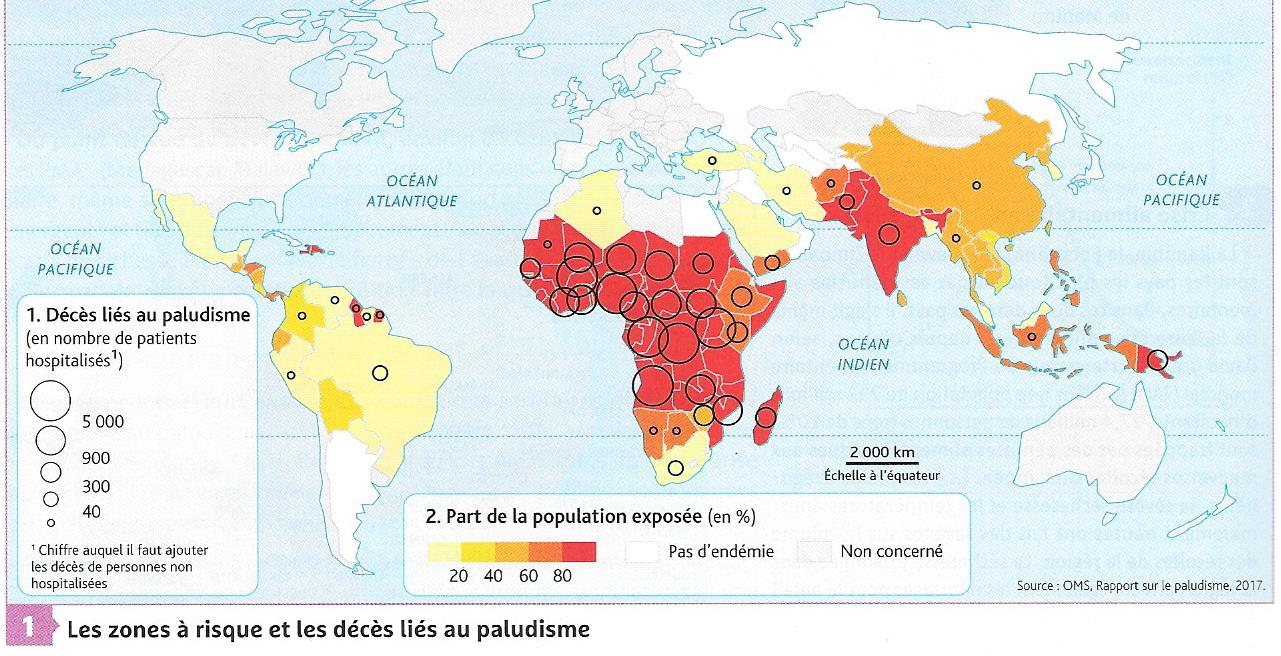 OCÉAN
ATLANTIQUE
OCÉAN
PACIFIQUE
OCÉAN
PACIFIQUE
OCÉAN
INDIEN
1. Décès liés au paludisme
(en nombre de patients
hospitalisés¹)
5 000
900
300
40
¹ Chiffre auquel il faut ajouter
les décès de personnes non
hospitalisées
2 000 km
Échelle à l'équateur
2. Part de la population exposée (en %)
20 40 60 80
Pas d'endémie
Non concerné
Source : OMS, Rapport sur le paludisme, 2017.
1 Les zones à risque et les décès liés au paludisme